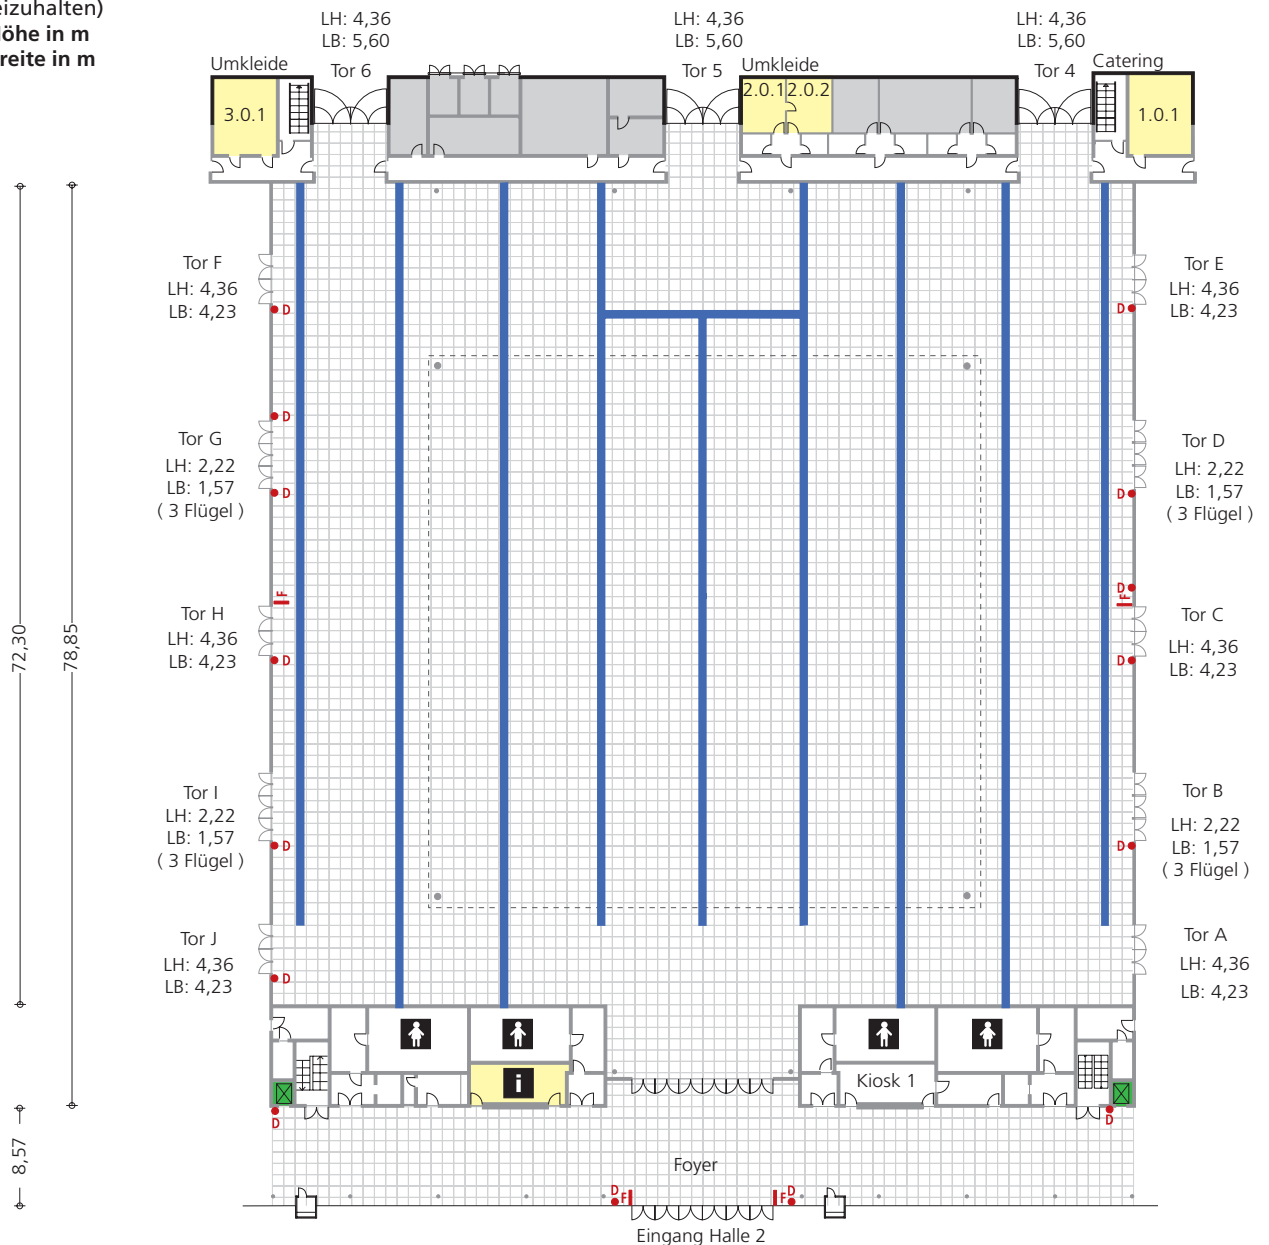 eizuhalten)
öhe in m
reite in m
LH: 4,36
LB: 5,60
Tor 6
LH: 4,36
LB: 5,60
Tor 5
LH: 4,36
LB: 5,60
Tor 4
Umkleide
Umkleide
Catering
3.0.1
2.0.1
2.0.2
1.0.1
Tor F
LH: 4,36
LB: 4,23
D
Tor E
LH: 4,36
LB: 4,23
D
D
Tor G
LH: 2,22
LB: 1,57
( 3 Flügel )
D
Tor D
LH: 2,22
LB: 1,57
( 3 Flügel )
D
D
F
F
Tor H
LH: 4,36
LB: 4,23
D
Tor C
LH: 4,36
LB: 4,23
D
72,30
78,85
Tor I
LH: 2,22
LB: 1,57
( 3 Flügel )
D
Tor B
LH: 2,22
LB: 1,57
( 3 Flügel )
D
Tor J
LH: 4,36
LB: 4,23
D
Tor A
LH: 4,36
LB: 4,23
i
Kiosk 1
D
D
8,57
Foyer
D
F
F
D
Eingang Halle 2